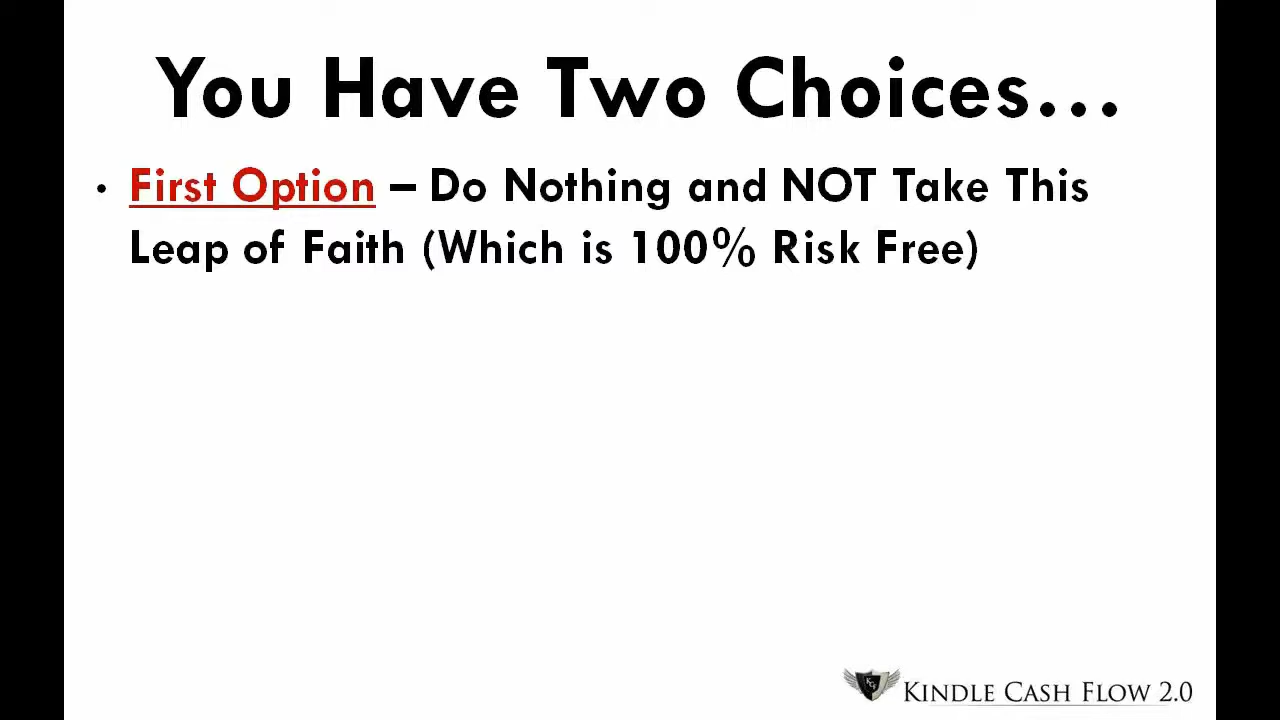 You Have Two Choices...
• First Option – Do Nothing and NOT Take This
Leap of Faith (Which is 100% Risk Free)
KCF
KINDLE CASH FLOW 2.0